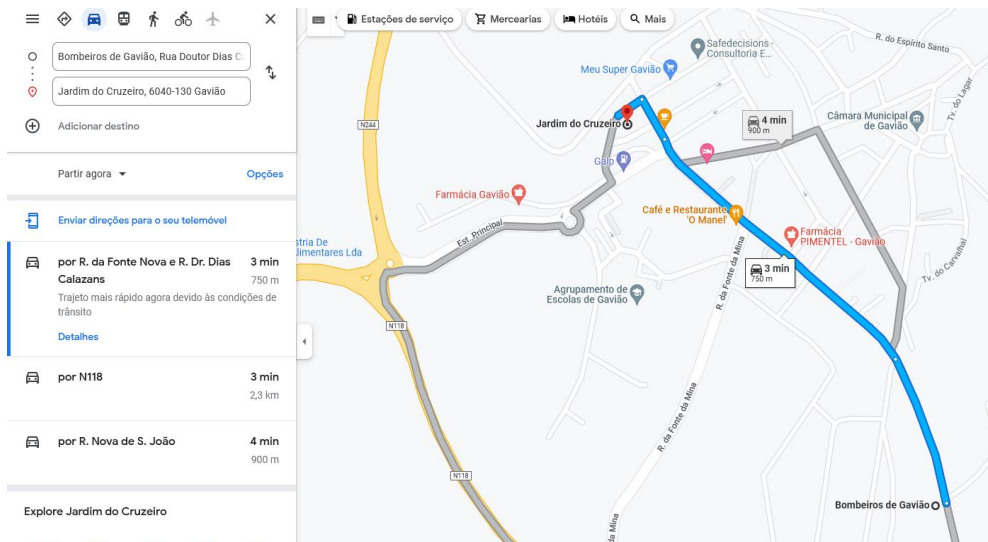 Bombeiros de Gavião, Rua Doutor Dias C
Jardim do Cruzeiro, 6040-130 Gavião
Adicionar destino
Partir agora
Opções
Enviar direções para o seu telemóvel
por R. da Fonte Nova e R. Dr. Dias
Calazans
3 min
750 m
Trajeto mais rápido agora devido às condições de
trânsito
Detalhes
por N118
3 min
2,3 km
por R. Nova de S. João
4 min
900 m
Explore Jardim do Cruzeiro
Estações de serviço
Mercearias
Hotéis
Mais
R. do Espírito Santo
Safedecisions -
Consultoria E...
Meu Super Gavião
Tv. do Lagar
N244
Jardim do Cruzeiro
4 min
900 m
Câmara Municipal
de Gavião
Galp
Farmácia Gavião
Café e Restaurante
'O Manel'
Est. Principal
Farmácia
PIMENTEL - Gavião
stria De
limentares Lda
R. da Fonte da Mina
3 min
750 m
Tv. do Carvalhal
Agrupamento de
Escolas de Gavião
N118
R. da Fonte da Mina
N118
Bombeiros de Gavião
da Mina